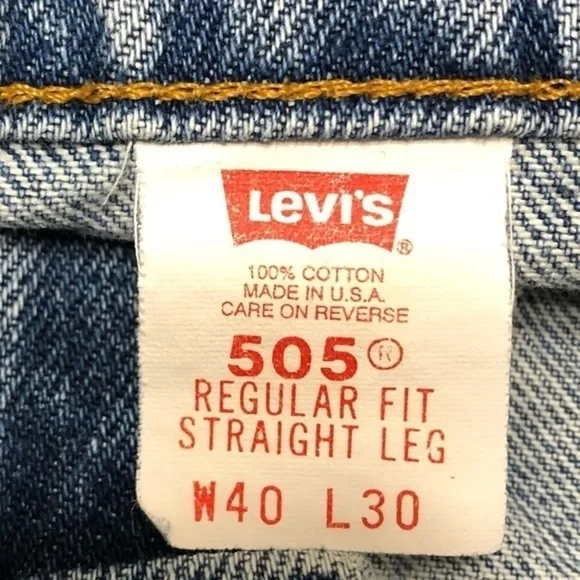 Levi's ®
100% COTTON
MADE IN U.S.A.
CARE ON REVERSE
505®
REGULAR FIT
STRAIGHT LEG
W40 L30